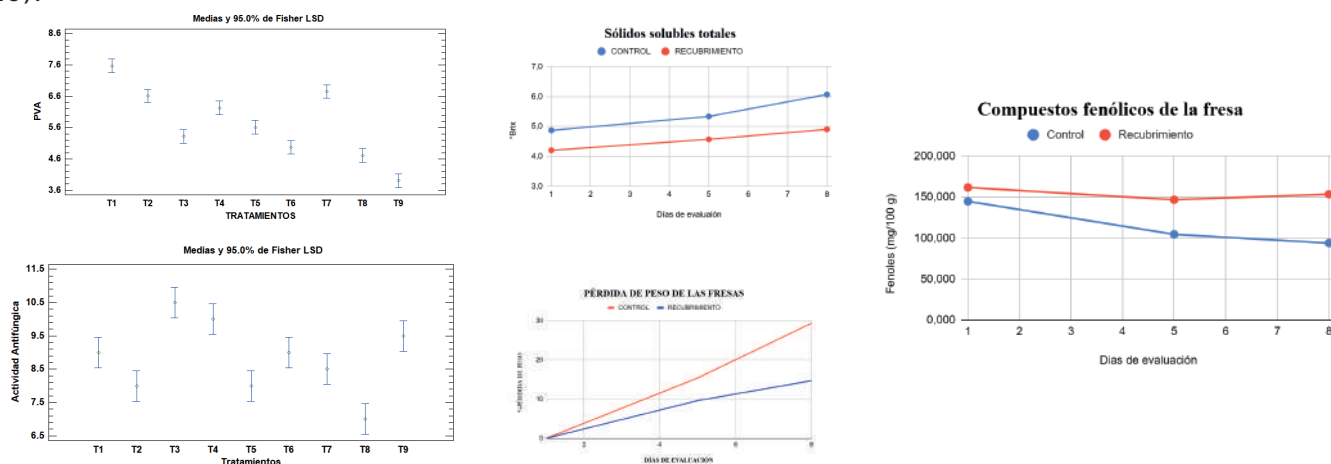 Medias y 95.0% de Fisher LSD
8.6
7.6
6.6
5.6
4.6
3.6
PVA
T1 T2 T3 T4 T5 T6 T7 T8 T9
TRATAMIENTOS
Medias y 95.0% de Fisher LSD
11.5
10.5
9.5
8.5
7.5
6.5
Actividad Antifúngica
T1 T2 T3 T4 T5 T6 T7 T8 T9
Tratamientos
Sólidos solubles totales
CONTROL RECUBRIMIENTO
7,0
6,0
5,0
4,0
3,0
°Brix
1 2 3 4 5 6 7 8
Días de evaluación
PÉRDIDA DE PESO DE LAS FRESAS
CONTROL RECUBRIMIENTO
30
20
10
0
%PÉRDIDA DE PESO
2 4 6 8
DÍAS DE EVALUACIÓN
Compuestos fenólicos de la fresa
Control Recubrimiento
200,000
150,000
100,000
50,000
0,000
Fenoles (mg/100 g)
1 2 3 4 5 6 7 8
Dias de evaluación